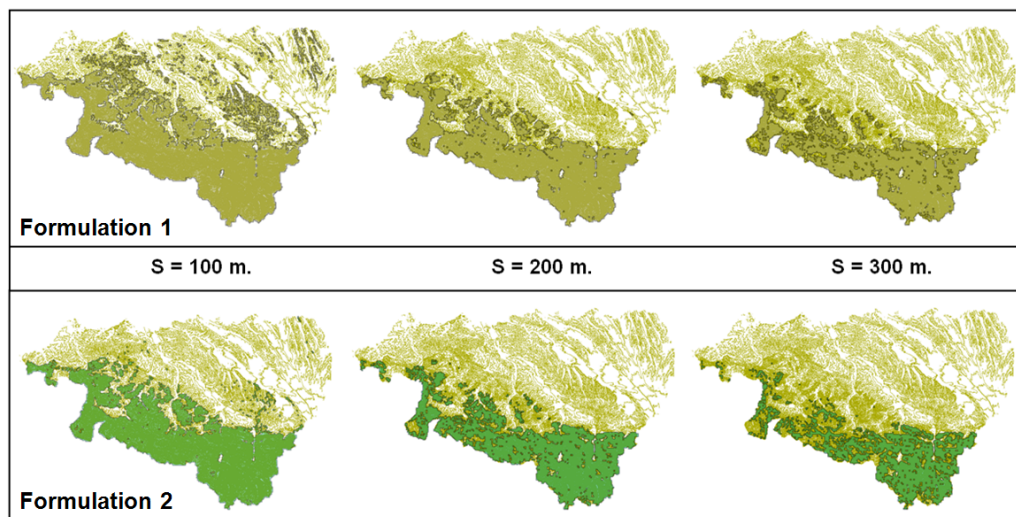 Formulation 1
S = 100 m.
S = 200 m.
S = 300 m.
Formulation 2